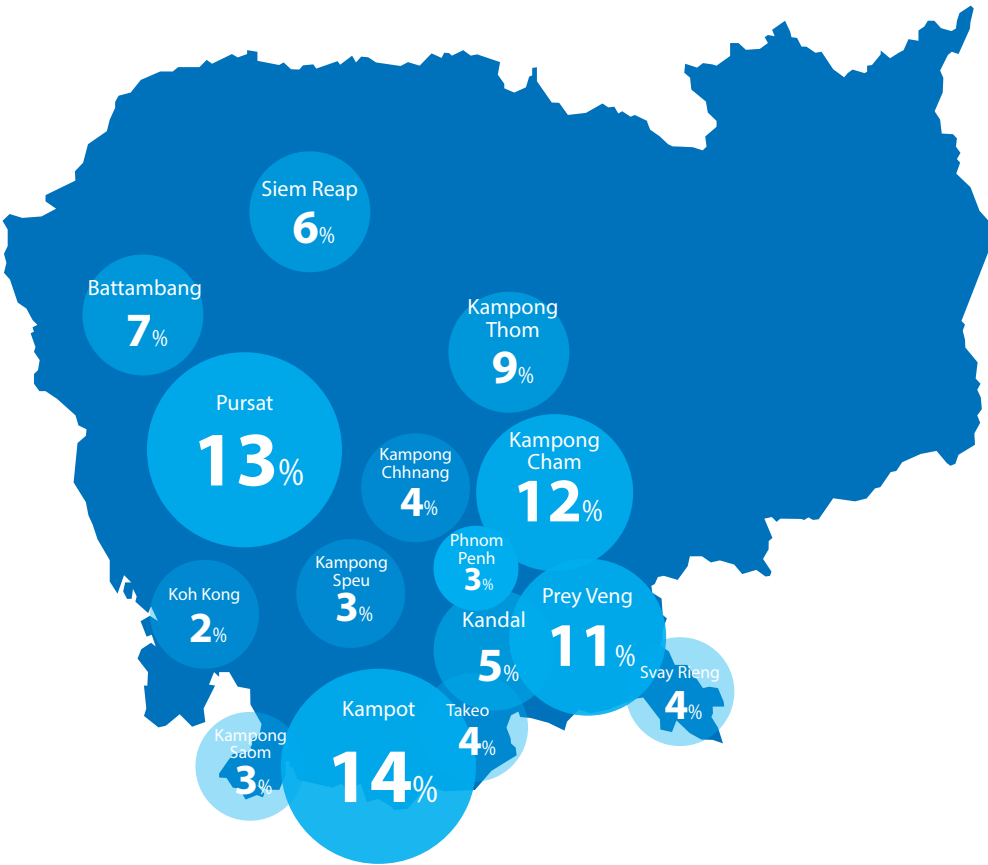 Siem Reap
6%
Battambang
7%
Kampong
Thom
9%
Pursat
13%
Kampong
Chhnang
4%
Kampong
Cham
12%
Phnom
Penh
3%
Kampong
Speu
3%
Koh Kong
2%
Prey Veng
11%
Kandal
5%
Svay Rieng
4%
Kampot
14%
Takeo
4%
Kampong
Saom
3%